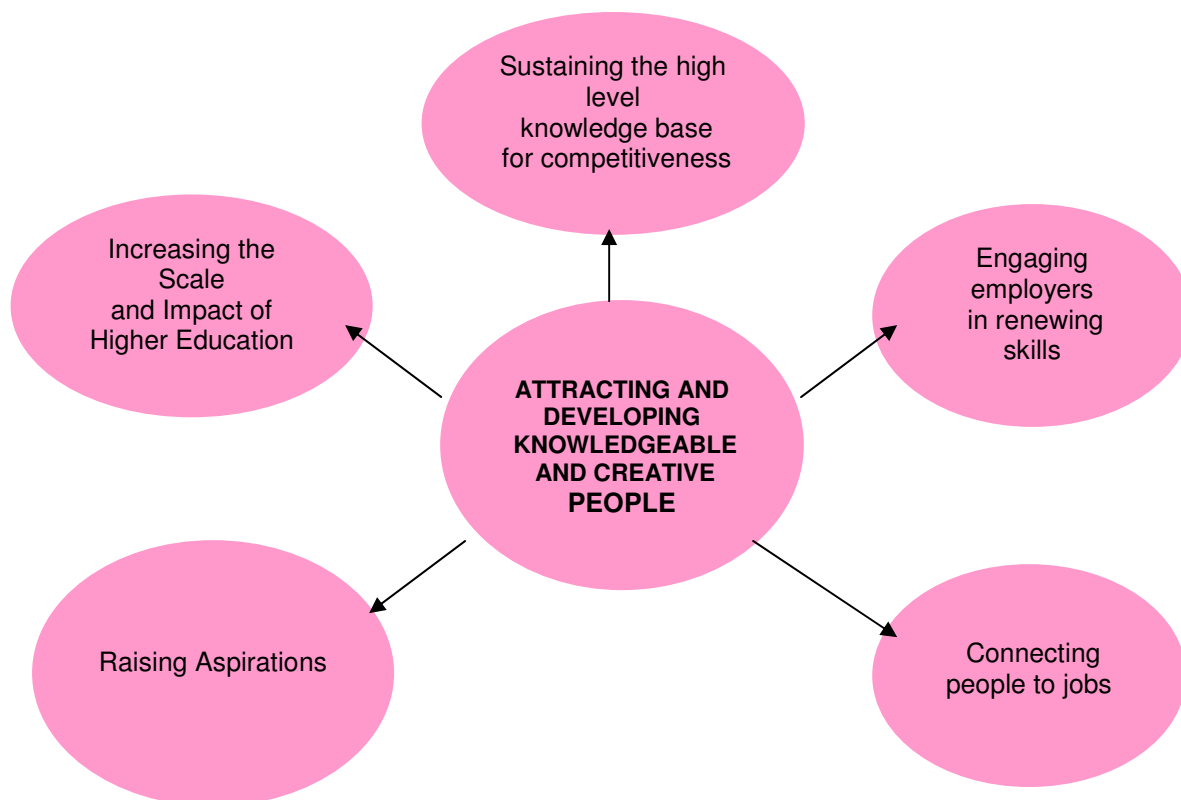 Sustaining the high
level
knowledge base
for competitiveness
Increasing the
Scale
and Impact of
Higher Education
Engaging
employers
in renewing
skills
ATTRACTING AND
DEVELOPING
KNOWLEDGEABLE
AND CREATIVE
PEOPLE
Raising Aspirations
Connecting
people to jobs